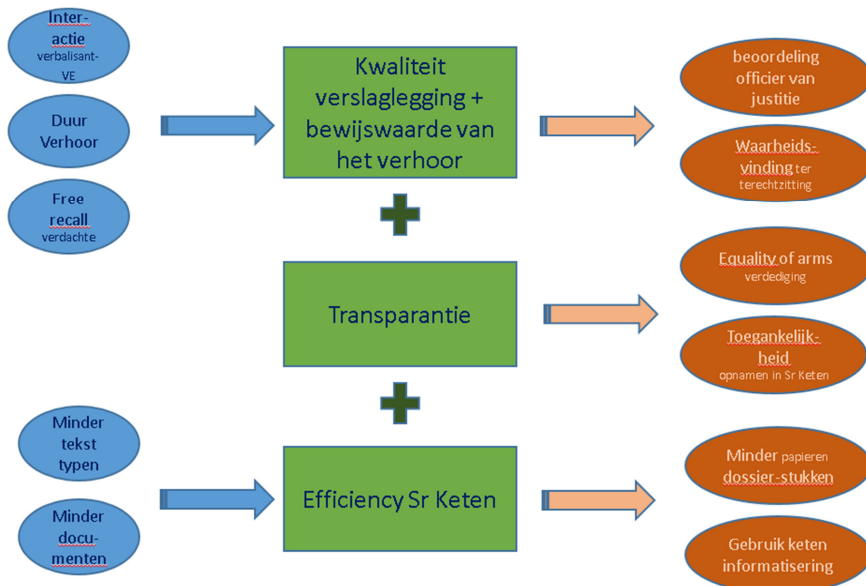 Inter-
actie
verbalisant-
VE
Duur
Verhoor
Free
recall
verdachte
Kwaliteit
verslaglegging +
bewijswaarde van
het verhoor
beoordeling
officier van
justitie
Waarheids-
vinding ter
terechtzitting
Transparantie
Equality of arms
verdediging
Toegankelijk-
heid
opnamen in Sr Keten
Minder
tekst
typen
Minder
docu-
menten
Efficiency Sr Keten
Minder papieren
dossier-stukken
Gebruik keten
informatisering